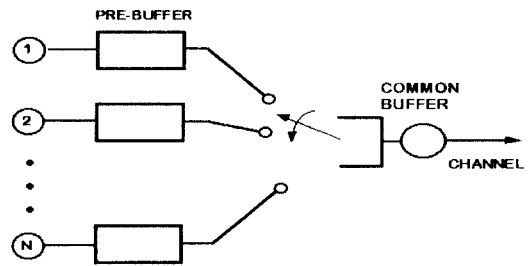 PRE-BUFFER
1
2
N
COMMON
BUFFER
CHANNEL